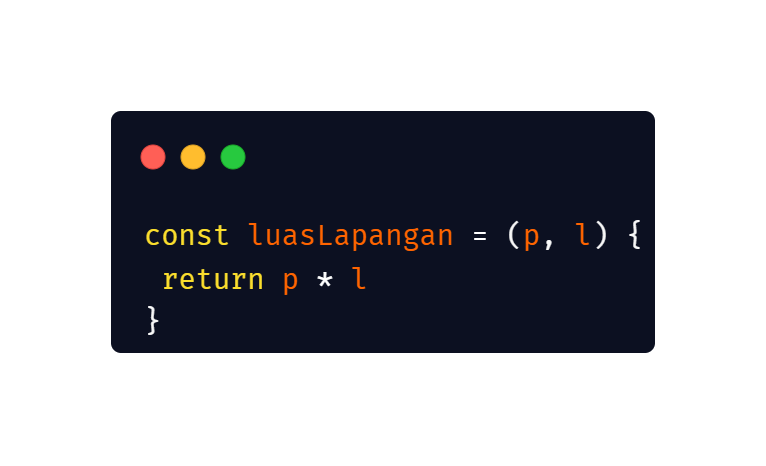 const luasLapangan = (p, l) {
 return p * l
}